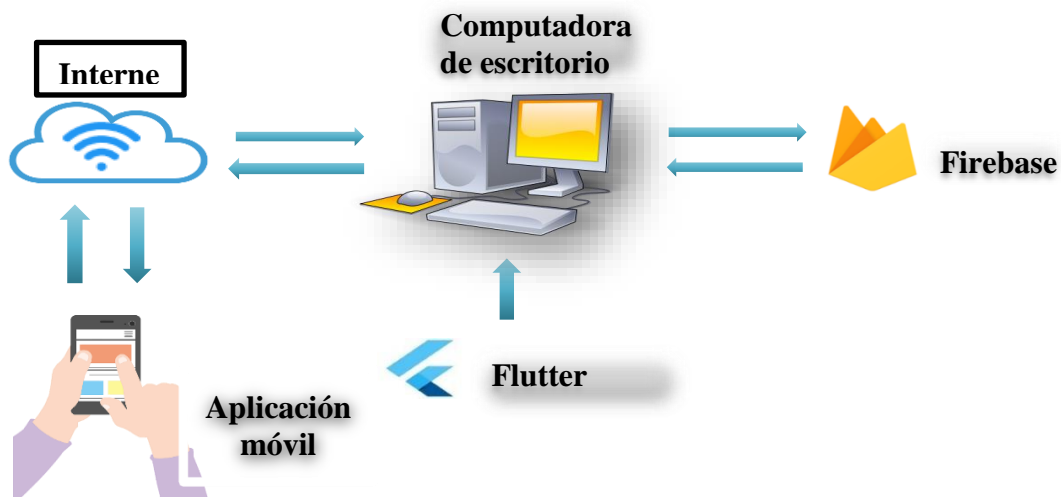 Computadora
de escritorio
Interne
Firebase
Flutter
Aplicación
móvil